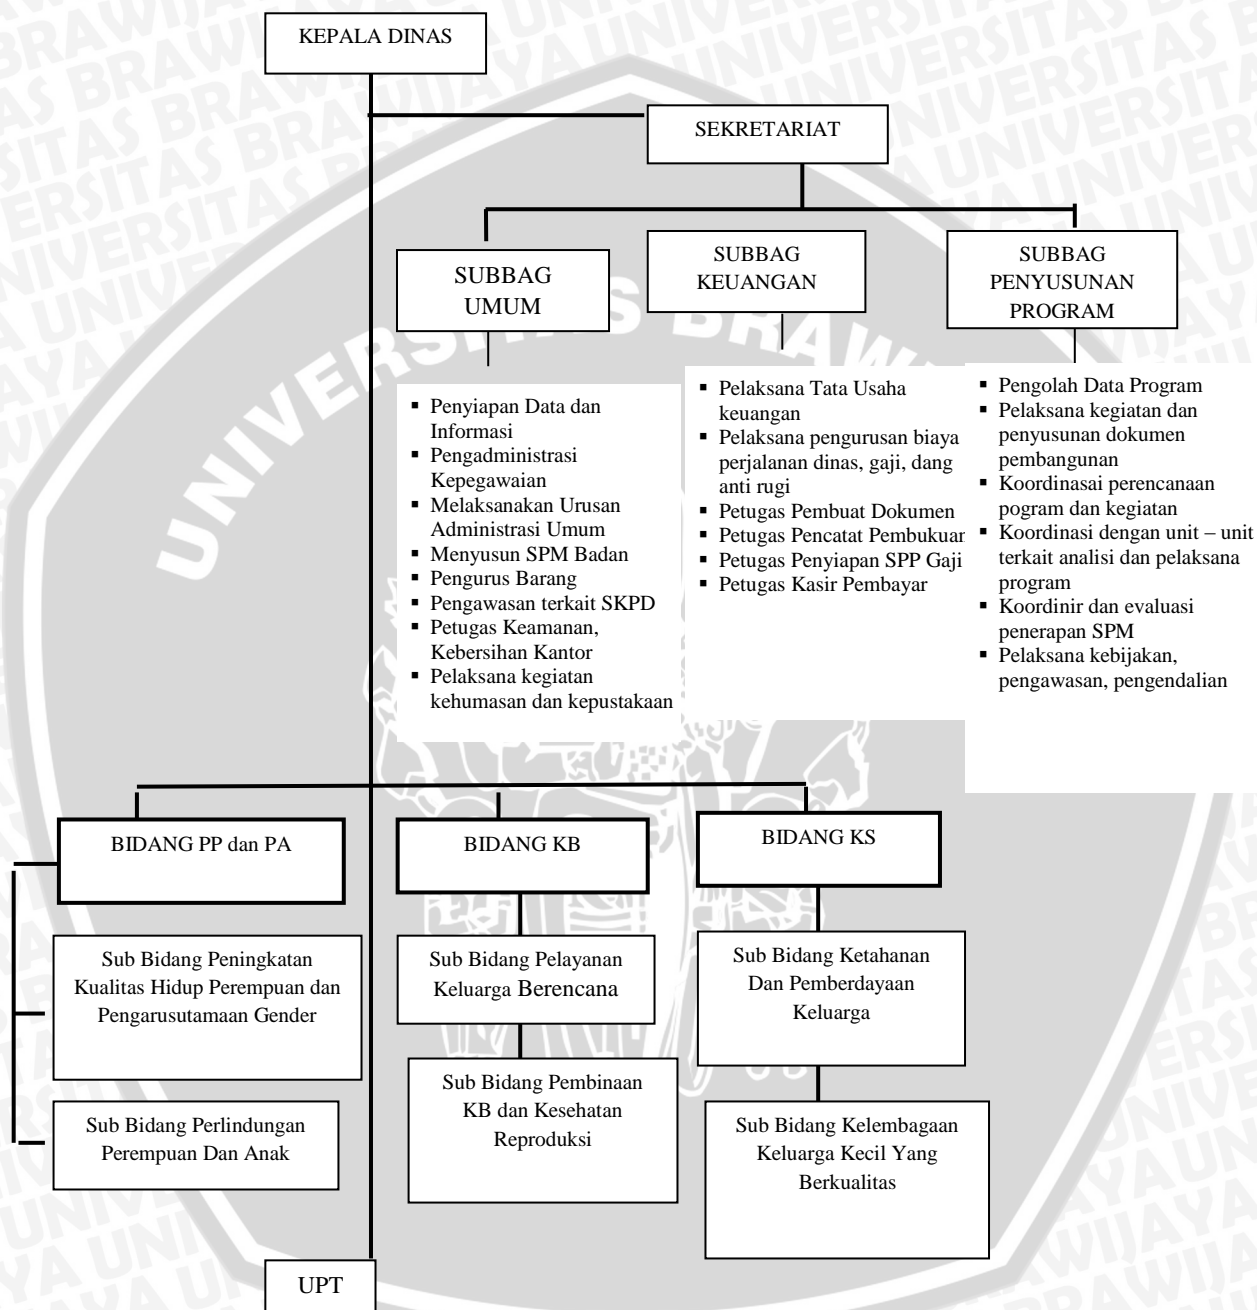 KEPALA DINAS
SEKRETARIAT
SUBBAG
UMUM
SUBBAG
KEUANGAN
SUBBAG
PENYUSUNAN
PROGRAM
▪ Penyiapan Data dan
Informasi
▪ Pengadministrasi
Kepegawaian
▪ Melaksanakan Urusan
Administrasi Umum
▪ Menyusun SPM Badan
▪ Pengurus Barang
▪ Pengawasan terkait SKPD
▪ Petugas Keamanan,
Kebersihan Kantor
▪ Pelaksana kegiatan
kehumasan dan kepustakaan
▪ Pelaksana Tata Usaha
keuangan
▪ Pelaksana pengurusan biaya
perjalanan dinas, gaji, dang
anti rugi
▪ Petugas Pembuat Dokumen
▪ Petugas Pencatat Pembukuan
▪ Petugas Penyiapan SPP Gaji
▪ Petugas Kasir Pembayar
▪ Pengolah Data Program
▪ Pelaksana kegiatan dan
penyusunan dokumen
pembangunan
▪ Koordinasai perencanaan
pogram dan kegiatan
▪ Koordinasi dengan unit – unit
terkait analisi dan pelaksana
program
▪ Koordinir dan evaluasi
penerapan SPM
▪ Pelaksana kebijakan,
pengawasan, pengendalian
BIDANG PP dan PA
BIDANG KB
BIDANG KS
Sub Bidang Peningkatan
Kualitas Hidup Perempuan dan
Pengarusutamaan Gender
Sub Bidang Perlindungan
Perempuan Dan Anak
Sub Bidang Pelayanan
Keluarga Berencana
Sub Bidang Pembinaan
KB dan Kesehatan
Reproduksi
Sub Bidang Ketahanan
Dan Pemberdayaan
Keluarga
Sub Bidang Kelembagaan
Keluarga Kecil Yang
Berkualitas
UPT
UNIVERSITAS BRAWIJAYA